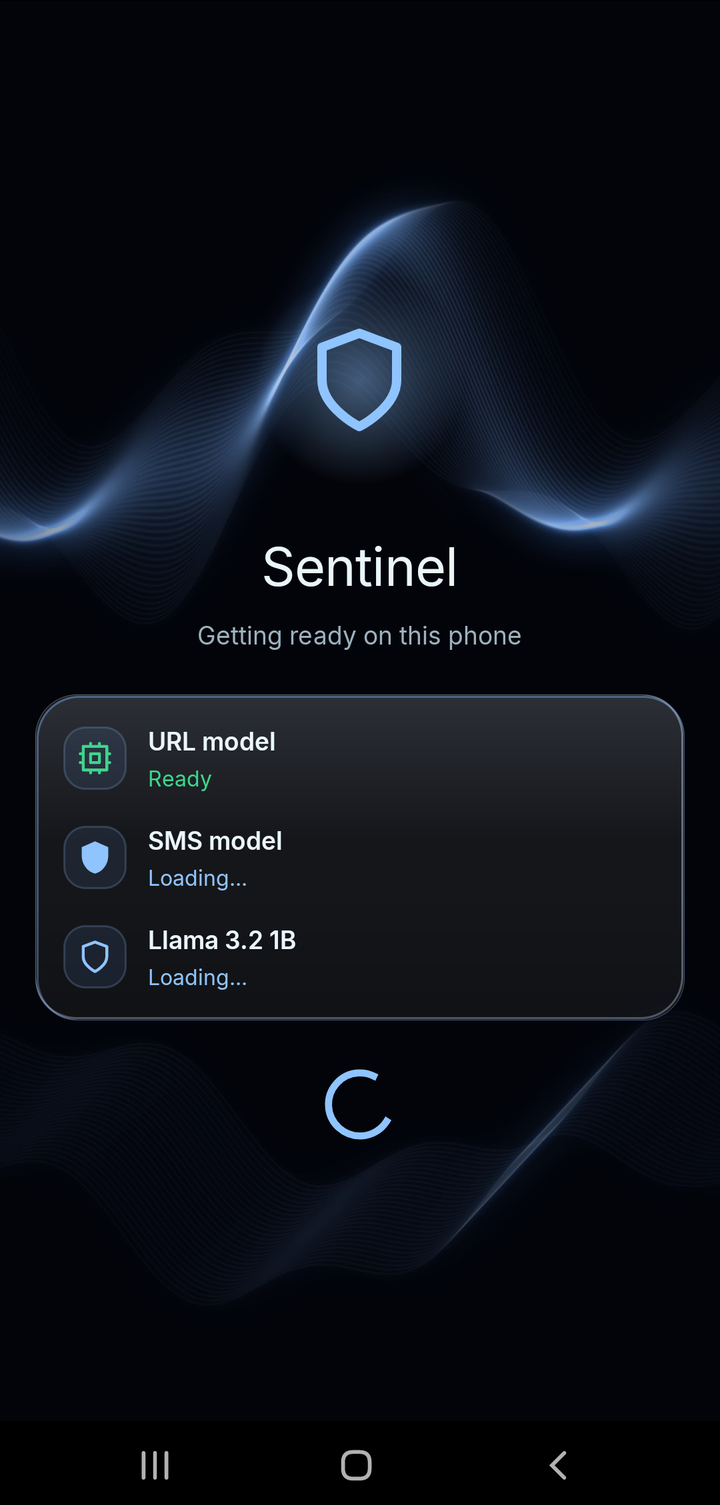 Sentinel
Getting ready on this phone
URL model
Ready
SMS model
Loading...
Llama 3.2 1B
Loading...